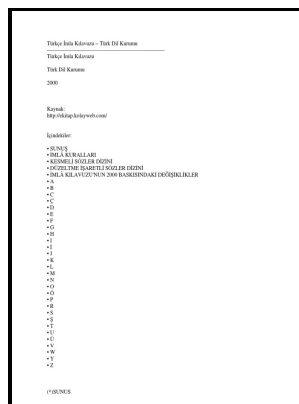 Türkçe İmla Kılavuzu – Türk Dil Kurumu
Türkçe İmla Kılavuzu
Türk Dil Kurumu
2000
Kaynak:
http://ekitap.kolayweb.com/
İçindekiler:
• SUNUŞ
• İMLÂ KURALLARI
• KESMELİ SÖZLER DİZİNİ
• DÜZELTME İŞARETLİ SÖZLER DİZİNİ
• İMLÂ KILAVUZU'NUN 2000 BASKISINDAKİ DEĞİŞİKLİKLER
• A
• B
• C
• Ç
• D
• E
• F
• G
• H
• I
• İ
• J
• K
• L
• M
• N
• O
• Ö
• P
• R
• S
• Ş
• T
• U
• Ü
• V
• W
• Y
• Z
(*)SUNUS